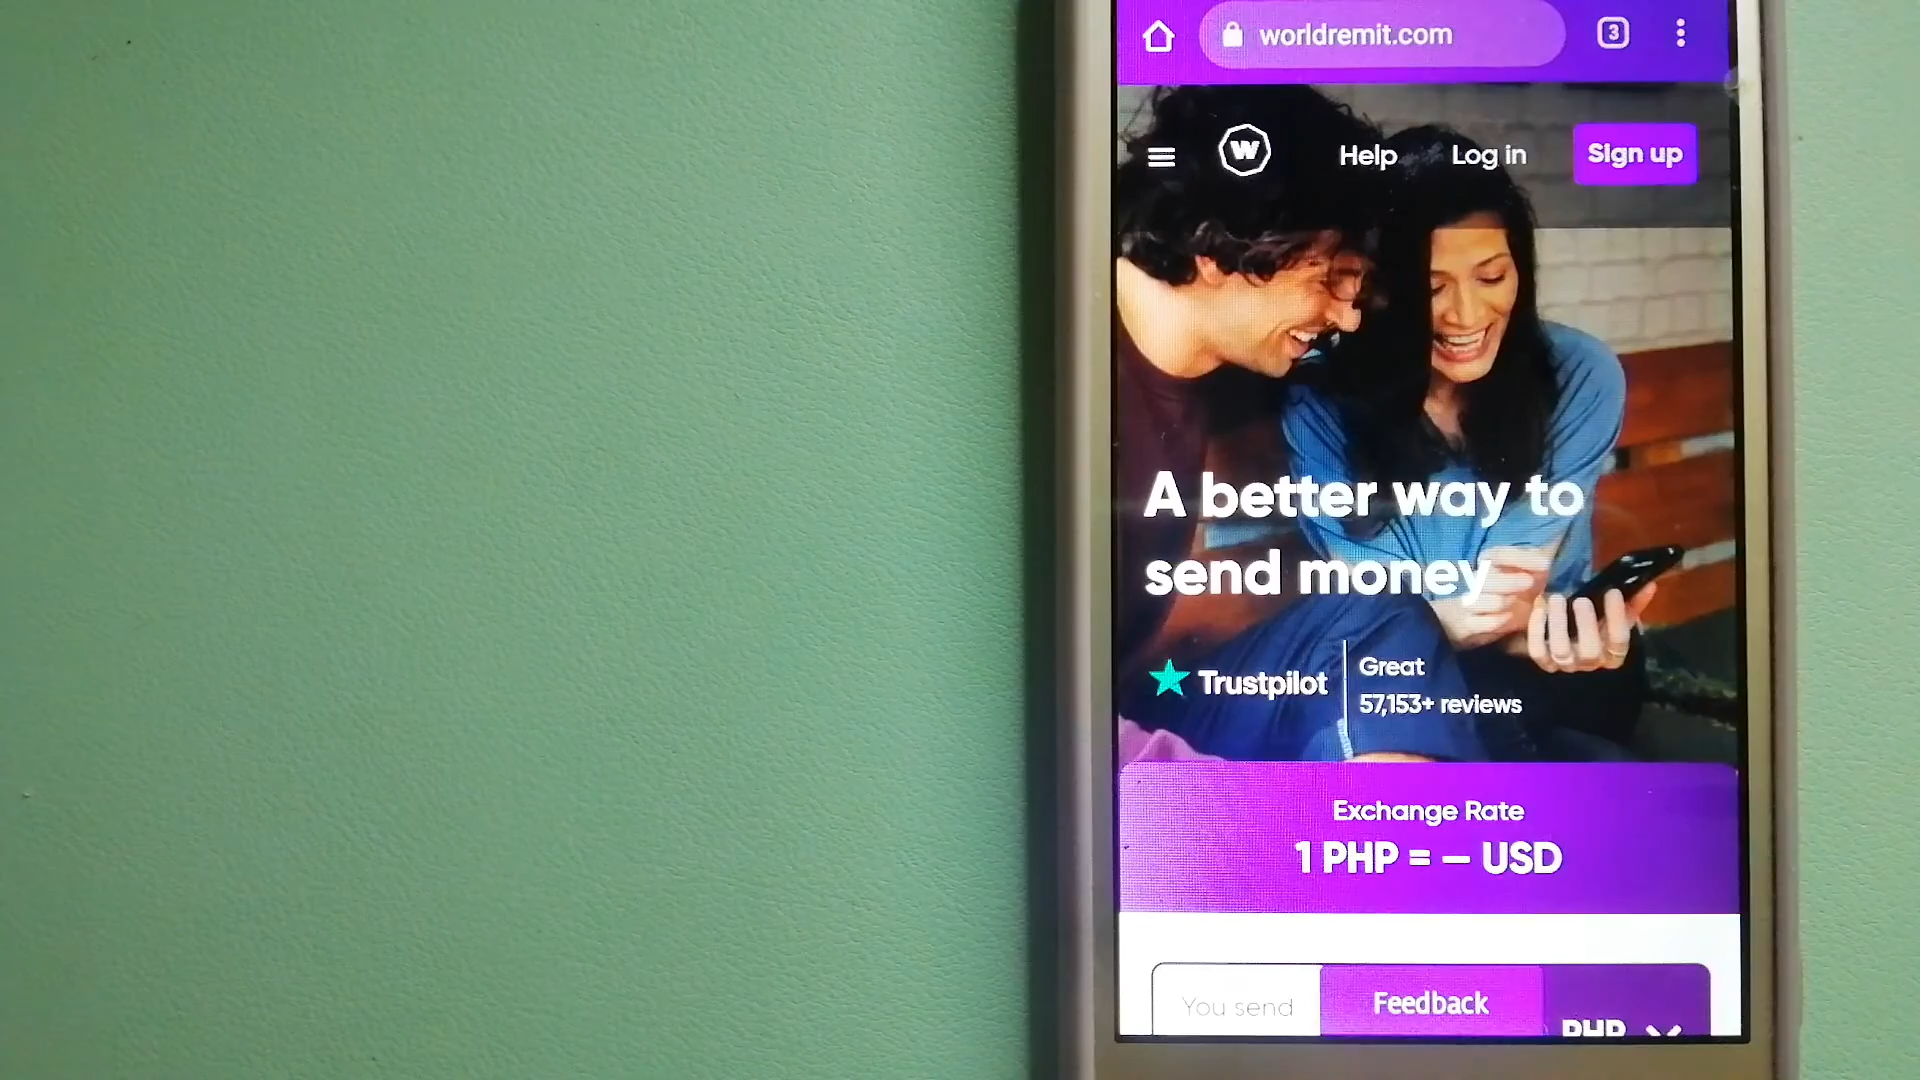 worldremit.com
3
W
Help
Log in
Sign up
A better way to
send money
Trustpilot
Great
57,153+ reviews
Exchange Rate
1 PHP = — USD
You send
Feedback
PHP